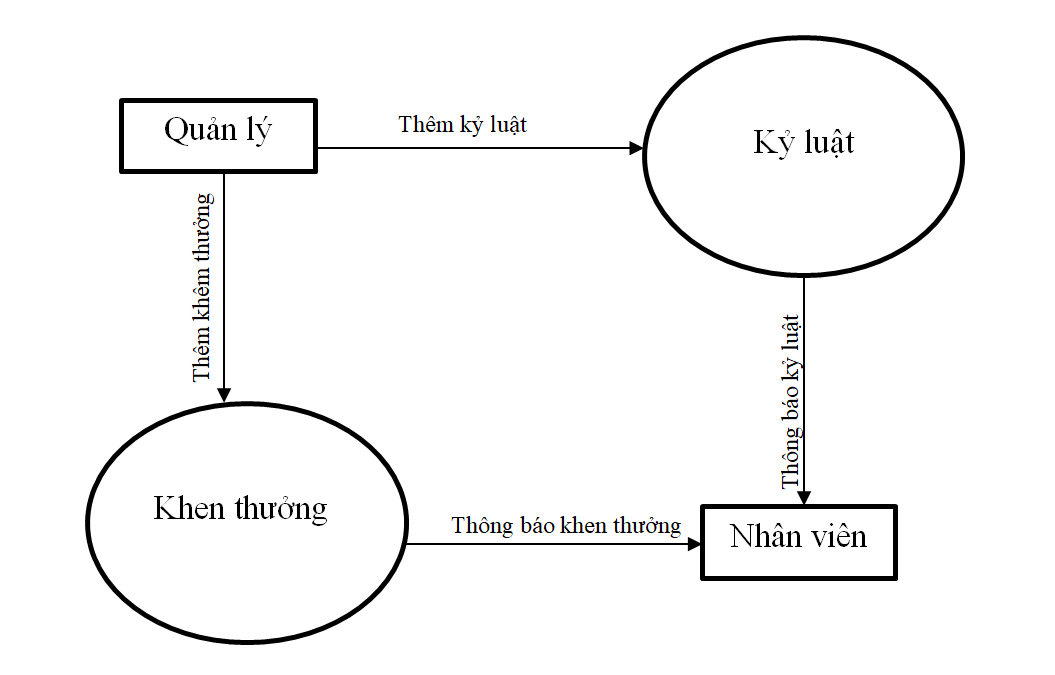 Quản lý
Thêm kỷ luật
Kỷ luật
Thêm khêm thưởng
Thông báo kỷ luật
Khen thưởng
Thông báo khen thưởng
Nhân viên